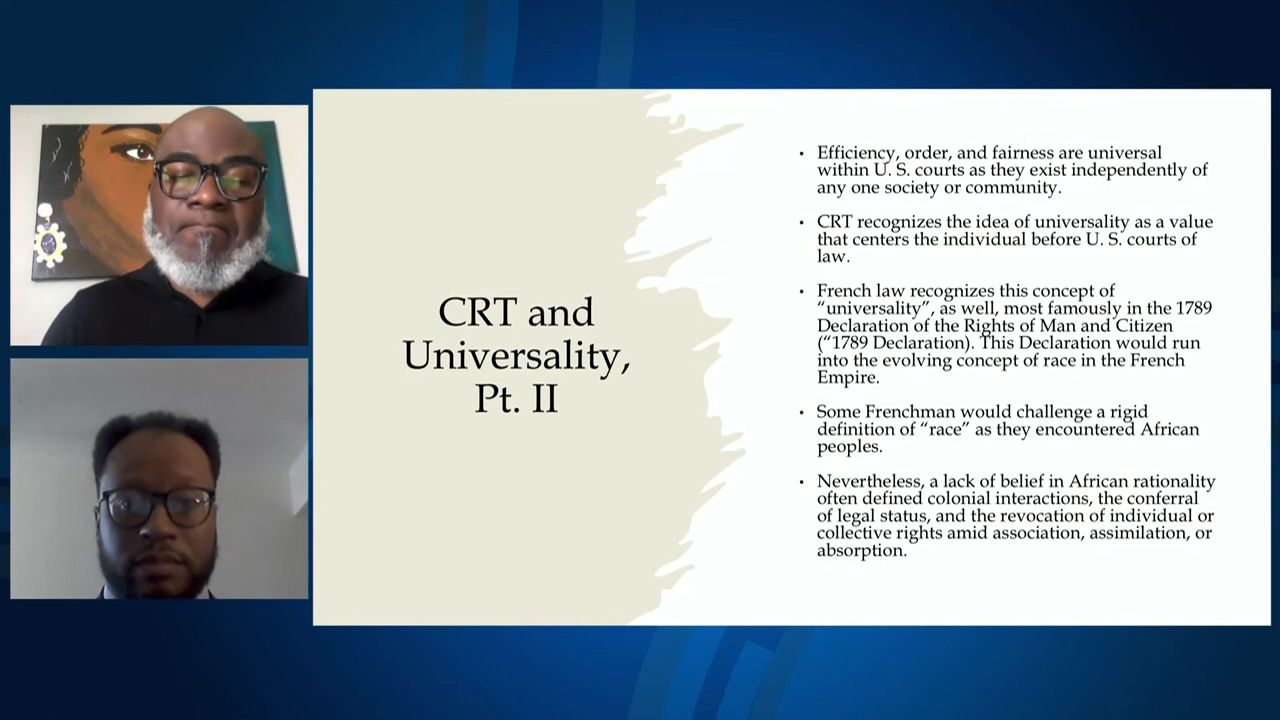 CRT and
Universality,
Pt. II
• Efficiency, order, and fairness are universal
within U. S. courts as they exist independently of
any one society or community.
• CRT recognizes the idea of universality as a value
that centers the individual before U. S. courts of
law.
• French law recognizes this concept of
“universality”, as well, most famously in the 1789
Declaration of the Rights of Man and Citizen
(“1789 Declaration). This Declaration would run
into the evolving concept of race in the French
Empire.
• Some Frenchman would challenge a rigid
definition of “race” as they encountered African
peoples.
• Nevertheless, a lack of belief in African rationality
often defined colonial interactions, the conferral
of legal status, and the revocation of individual or
collective rights amid association, assimilation, or
absorption.